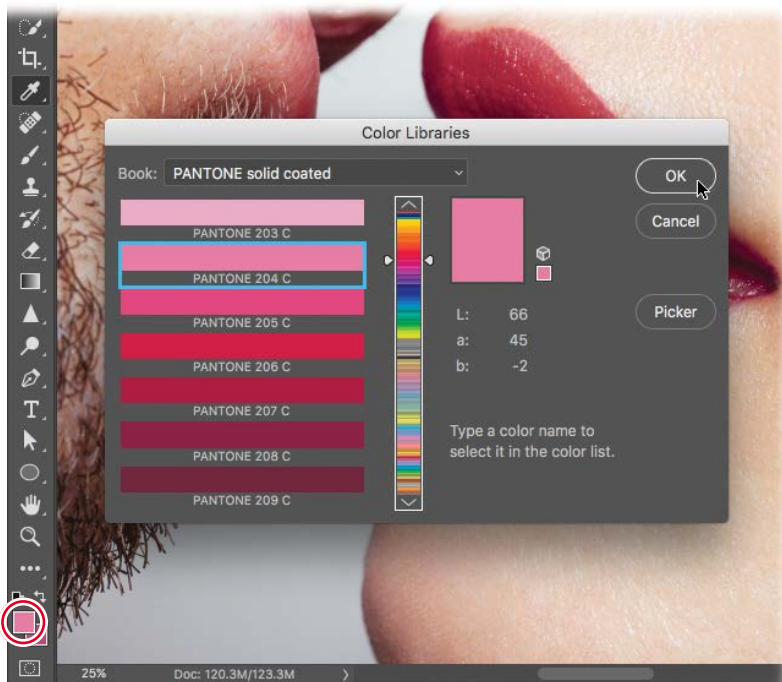 Color Libraries
Book: PANTONE solid coated
OK
PANTONE 203 C
Cancel
PANTONE 204 C
PANTONE 205 C
L: 66
Picker
a: 45
PANTONE 206 C
b: -2
PANTONE 207 C
Type a color name to
select it in the color list.
PANTONE 208 C
PANTONE 209 C
T
25% Doc: 120.3M/123.3M